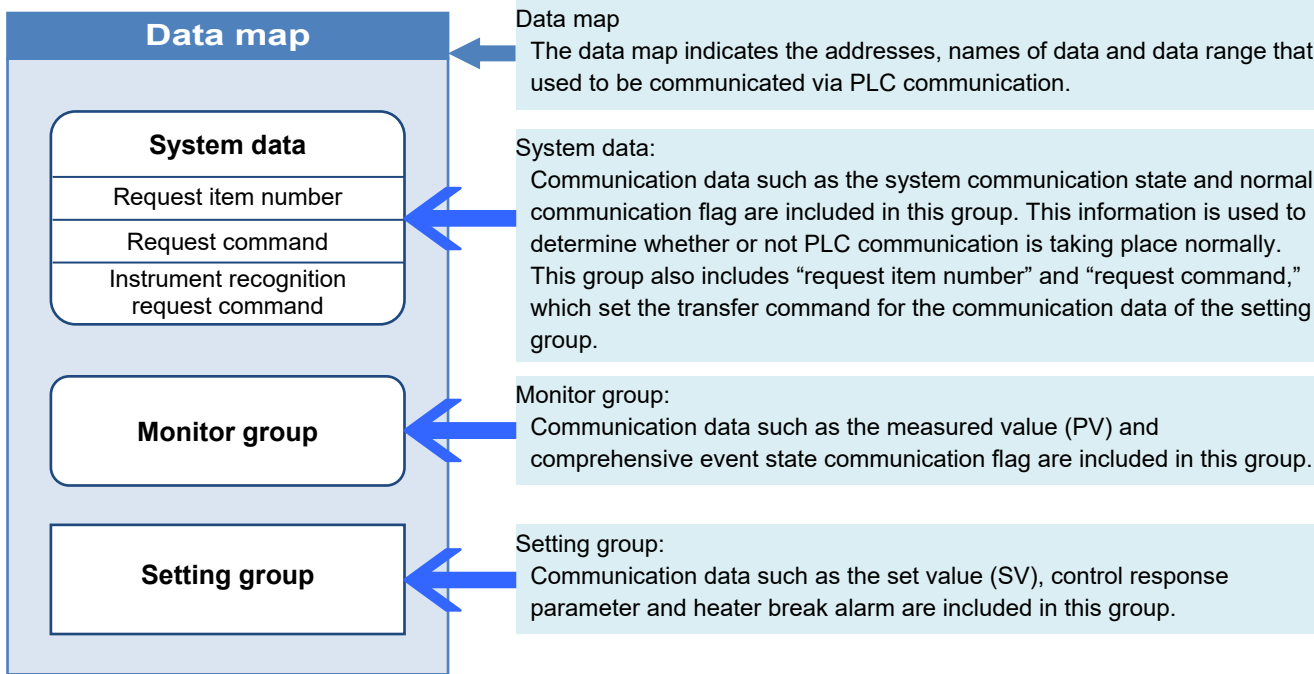 Data map
System data
Request item number
Request command
Instrument recognition
request command
Monitor group
Setting group
Data map
The data map indicates the addresses, names of data and data range that
used to be communicated via PLC communication.
System data:
Communication data such as the system communication state and normal
communication flag are included in this group. This information is used to
determine whether or not PLC communication is taking place normally.
This group also includes “request item number” and “request command,”
which set the transfer command for the communication data of the setting
group.
Monitor group:
Communication data such as the measured value (PV) and
comprehensive event state communication flag are included in this group.
Setting group:
Communication data such as the set value (SV), control response
parameter and heater break alarm are included in this group.